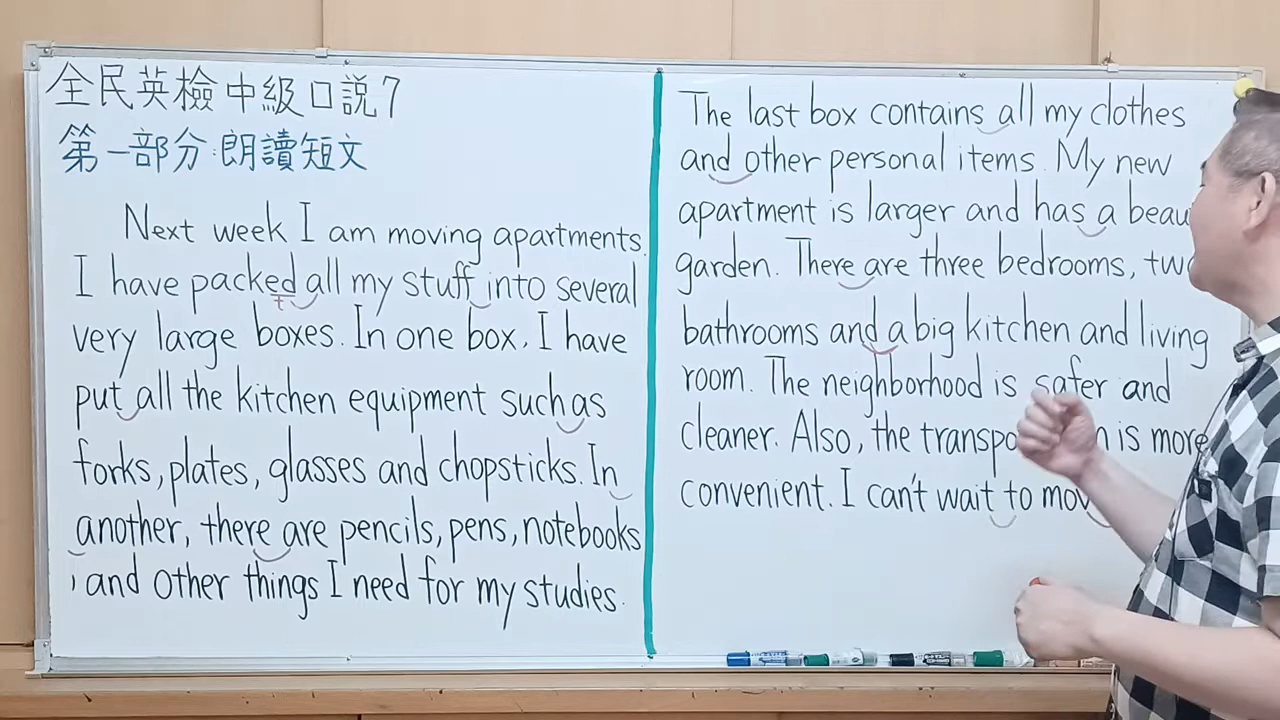 全民英檢中級口說7
第一部分:朗讀短文
Next week I am moving apartments.
I have packed all my stuff into several
t
very large boxes. In one box, I have
put all the kitchen equipment such as
forks, plates, glasses and chopsticks. In
another, there are pencils, pens, notebooks
, and other things I need for my studies.
The last box contains all my clothes
and other personal items. My new
apartment is larger and has a beau
garden. There are three bedrooms, two
bathrooms and a big kitchen and living
room. The neighborhood is safer and
cleaner. Also, the transpo n is more
convenient. I can't wait to mov